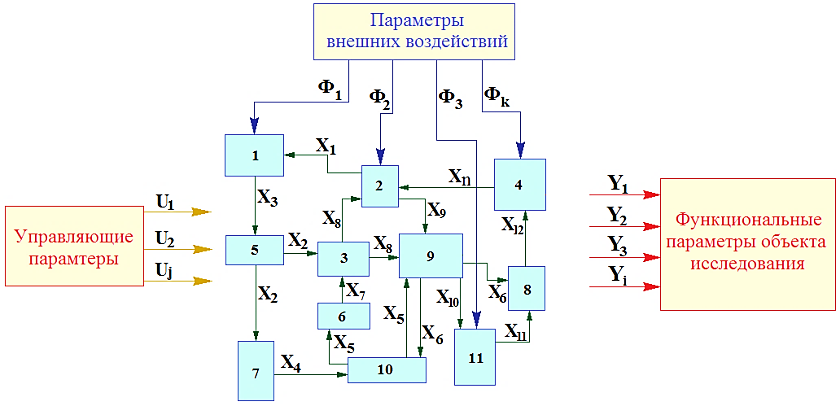 Параметры
внешних воздействий
Φ1
Φ2
Φ3
Φk
X1
1
2
Xn
4
X3
U1
U2
Uj
Управляющие
парамтеры
X8
X9
X12
5
X2
3
X8
9
X6
8
X2
X7
X10
6
X5
X5
X6
X11
7
X4
10
11
Y1
Y2
Y3
Yi
Функциональные
параметры объекта
исследования